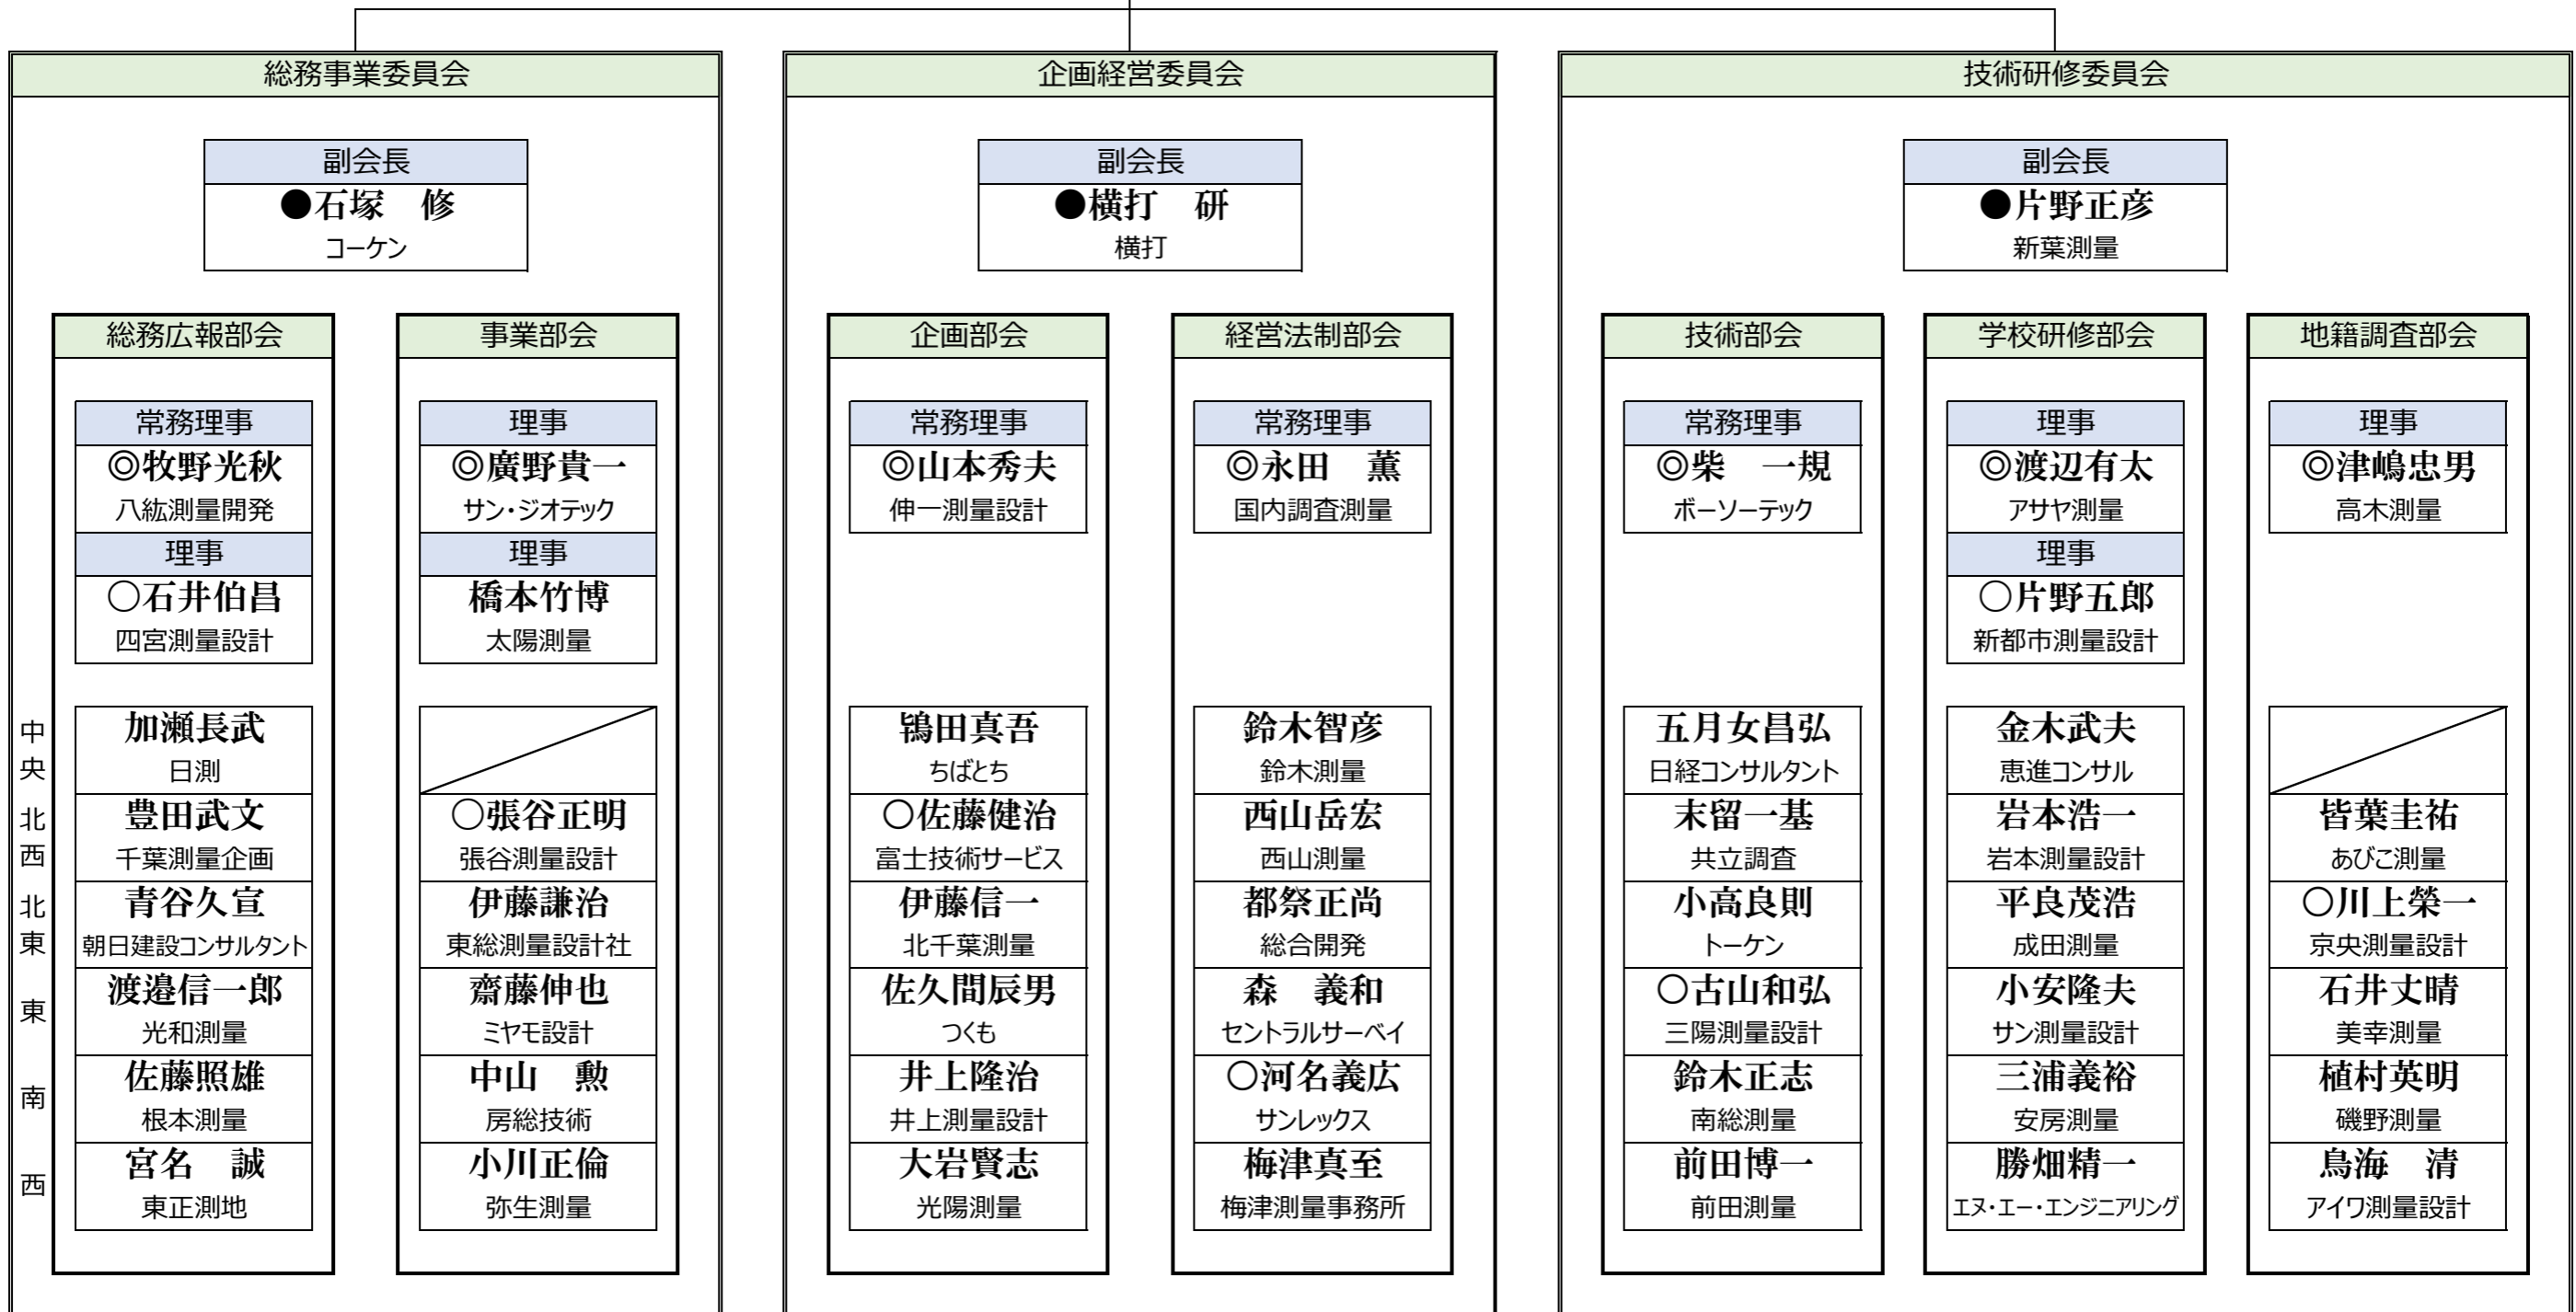 総務事業委員会
副会長
●石塚　修
コーケン
総務広報部会
常務理事
◎牧野光秋
八紘測量開発
理事
○石井伯昌
四宮測量設計
中央
加瀬長武
日測
北西
豊田武文
千葉測量企画
北東
青谷久宣
朝日建設コンサルタント
東
渡邉信一郎
光和測量
南
佐藤照雄
根本測量
西
宮名　誠
東正測地
事業部会
理事
◎廣野貴一
サン・ジオテック
理事
橋本竹博
太陽測量
○張谷正明
張谷測量設計
伊藤謙治
東総測量設計社
齋藤伸也
ミヤモ設計
中山　勲
房総技術
小川正倫
弥生測量
企画経営委員会
副会長
●横打　研
横打
企画部会
常務理事
◎山本秀夫
伸一測量設計
鴇田真吾
ちばとち
○佐藤健治
富士技術サービス
伊藤信一
北千葉測量
佐久間辰男
つくも
井上隆治
井上測量設計
大岩賢志
光陽測量
経営法制部会
常務理事
◎永田　薫
国内調査測量
鈴木智彦
鈴木測量
西山岳宏
西山測量
都祭正尚
総合開発
森　義和
セントラルサーベイ
○河名義広
サンレックス
梅津真至
梅津測量事務所
技術研修委員会
副会長
●片野正彦
新葉測量
技術部会
常務理事
◎柴　一規
ボーソーテック
五月女昌弘
日経コンサルタント
末留一基
共立調査
小高良則
トーケン
○古山和弘
三陽測量設計
鈴木正志
南総測量
前田博一
前田測量
学校研修部会
理事
◎渡辺有太
アサヤ測量
理事
○片野五郎
新都市測量設計
金木武夫
恵進コンサル
岩本浩一
岩本測量設計
平良茂浩
成田測量
小安隆夫
サン測量設計
三浦義裕
安房測量
勝畑精一
エヌ・エー・エンジニアリング
地籍調査部会
理事
◎津嶋忠男
高木測量
皆葉圭祐
あびこ測量
○川上榮一
京央測量設計
石井丈晴
美幸測量
植村英明
磯野測量
鳥海　清
アイワ測量設計